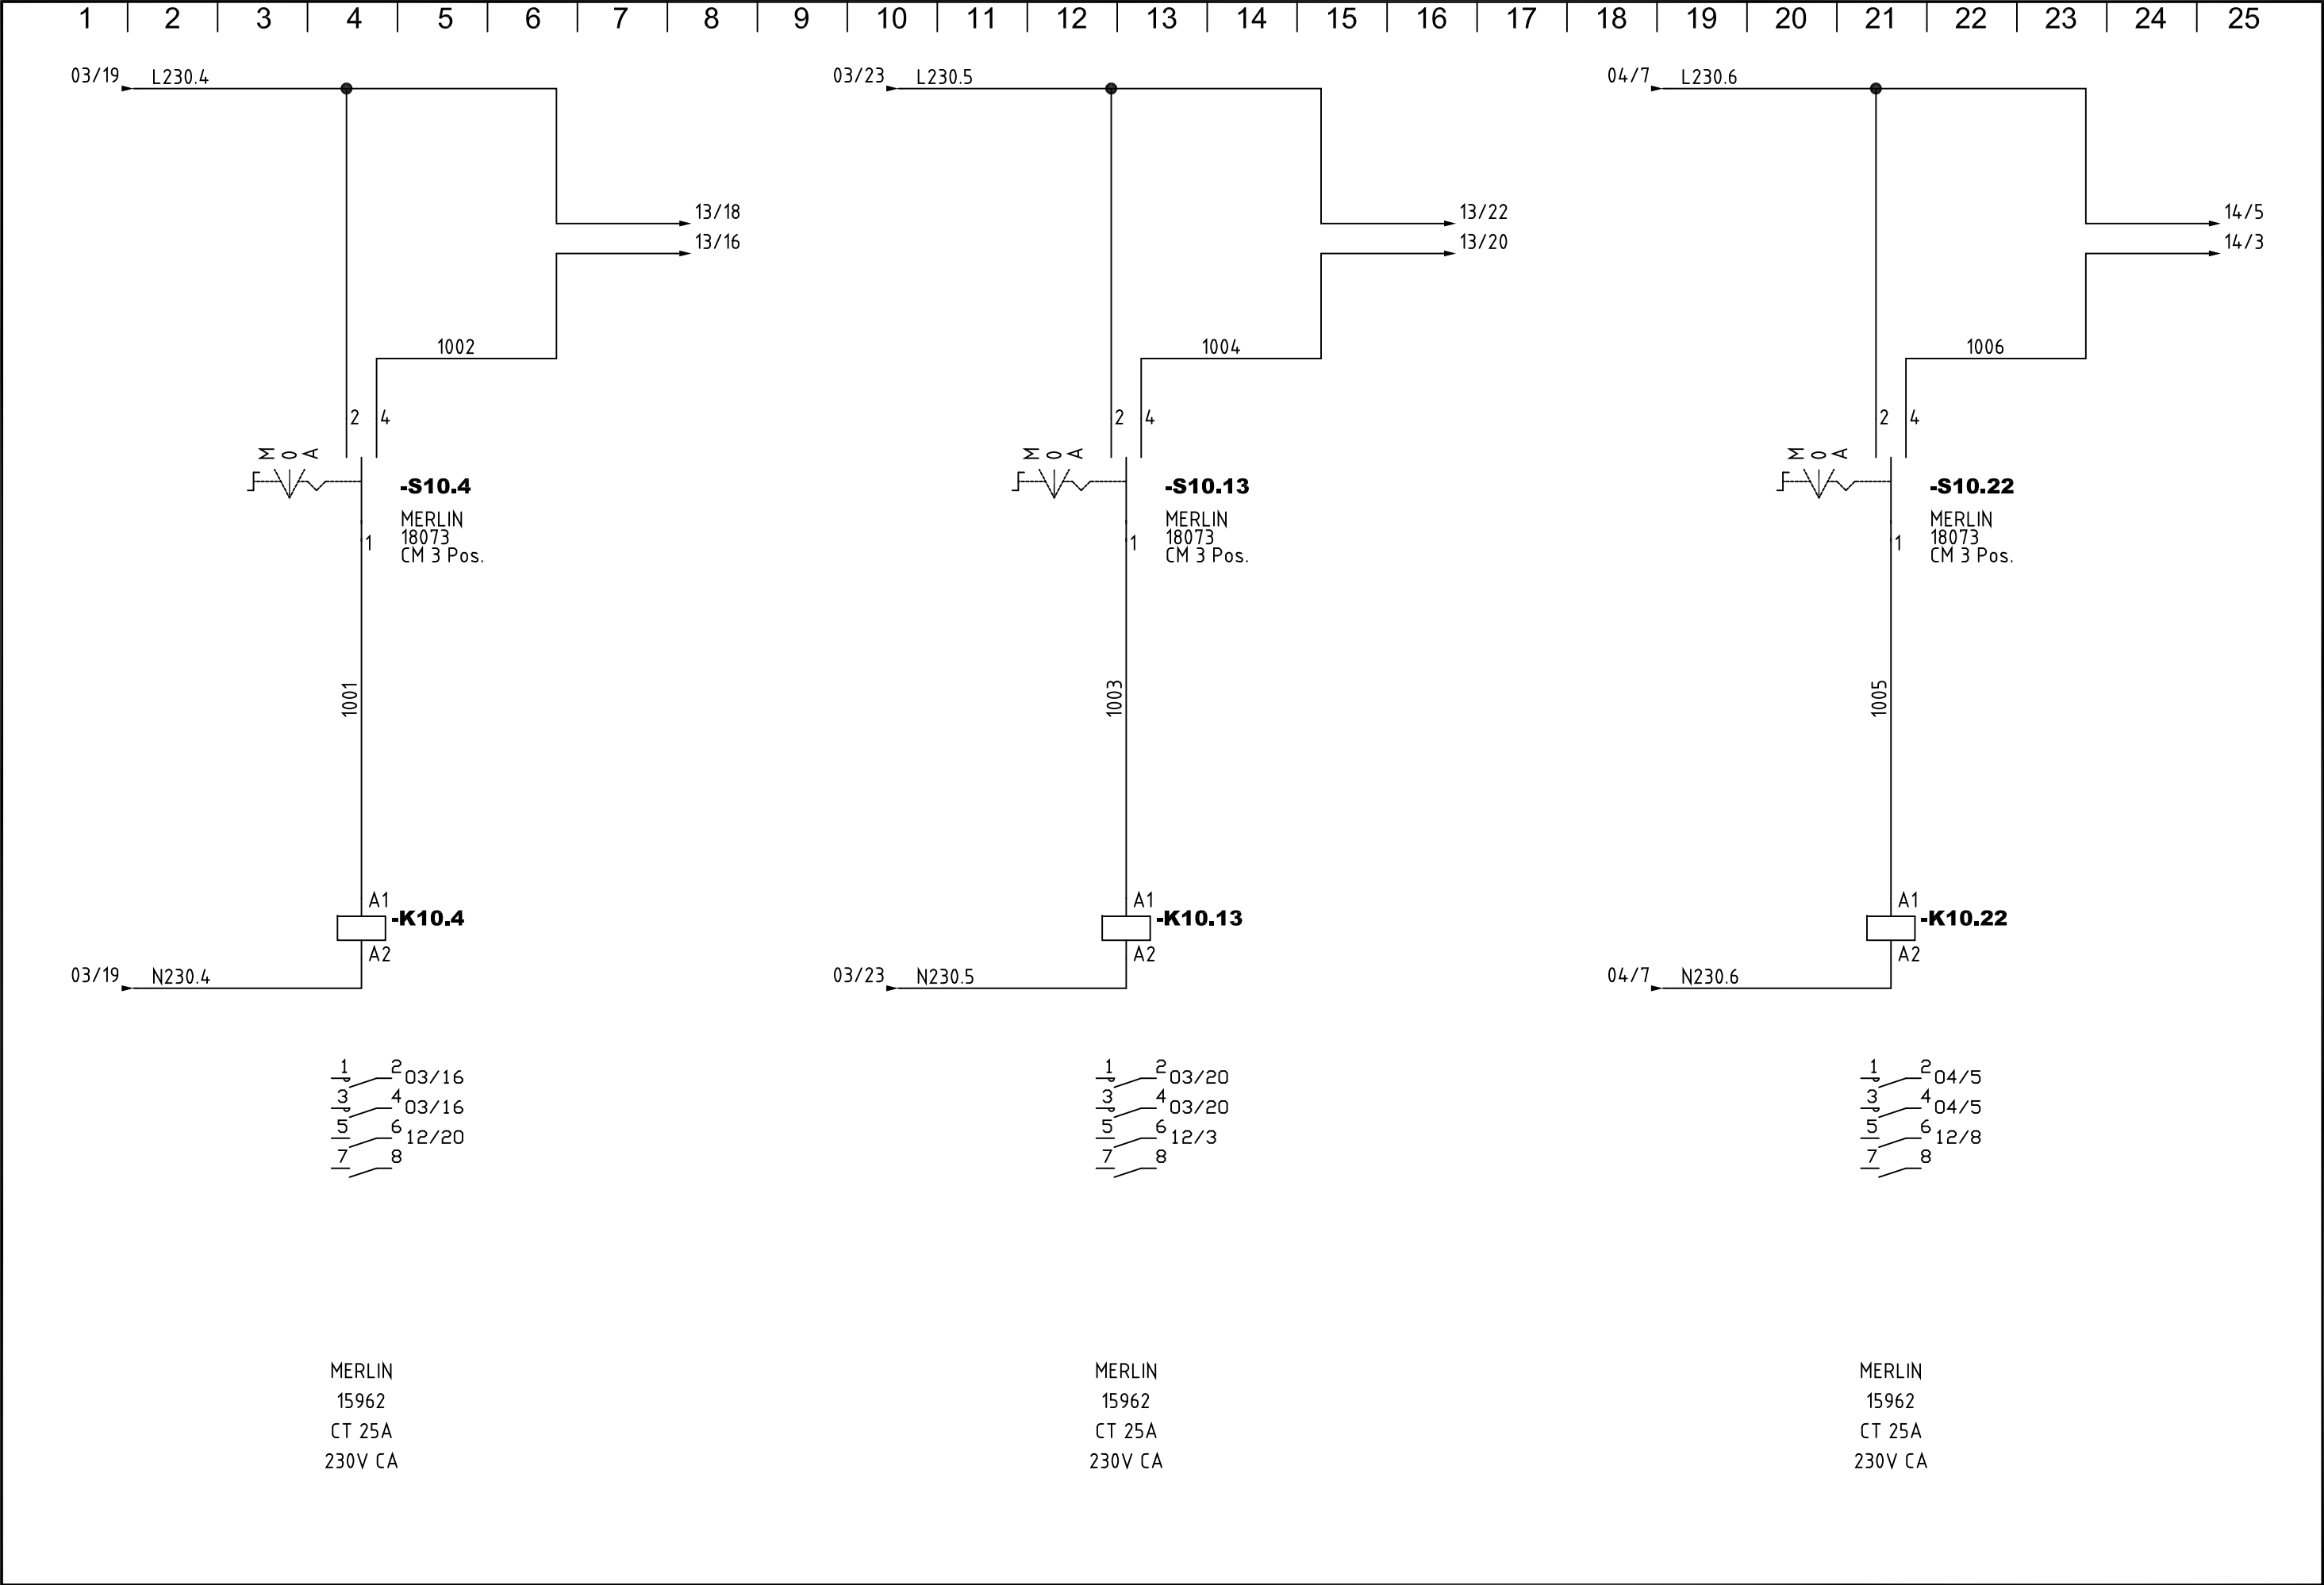 1 2 3 4 5 6 7 8 9 10 11 12 13 14 15 16 17 18 19 20 21 22 23 24 25
03/19 L230.4 03/23 L230.5 04/7 L230.6
13/18 13/22 14/5
13/16 13/20 14/3
1002 1004 1006
2 4 2 4 2 4
M 0 A M 0 A M 0 A
-S10.4 -S10.13 -S10.22
MERLIN MERLIN MERLIN
18073 18073 18073
1 1 1
CM 3 Pos. CM 3 Pos. CM 3 Pos.
1001 1003 1005
A1 A1 A1
-K10.4 -K10.13 -K10.22
A2 A2 A2
03/19 N230.4 03/23 N230.5 04/7 N230.6
1 2 03/16 1 2 03/20 1 2 04/5
3 4 03/16 3 4 03/20 3 4 04/5
5 6 12/20 5 6 12/3 5 6 12/8
7 8 7 8 7 8
MERLIN MERLIN MERLIN
15962 15962 15962
CT 25A CT 25A CT 25A
230V CA 230V CA 230V CA